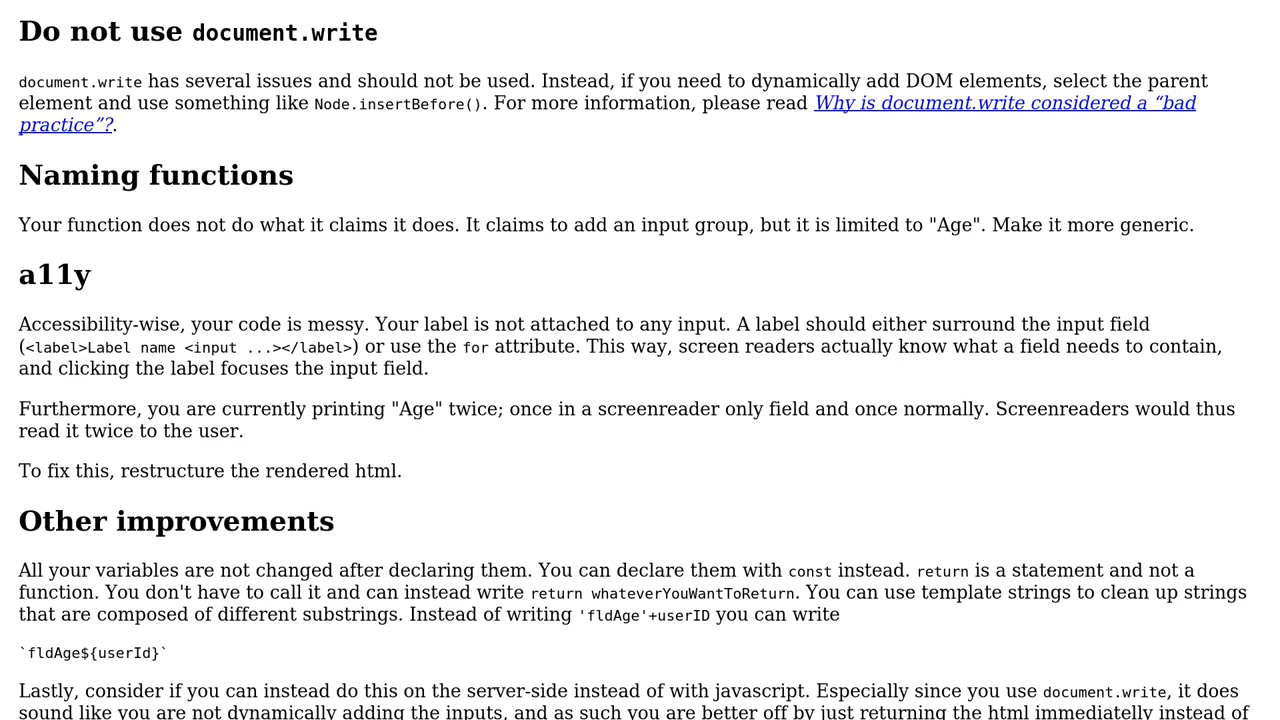 Do not use document.write
document.write has several issues and should not be used. Instead, if you need to dynamically add DOM elements, select the parent
element and use something like Node.insertBefore(). For more information, please read Why is document.write considered a “bad
practice”?.
Naming functions
Your function does not do what it claims it does. It claims to add an input group, but it is limited to "Age". Make it more generic.
a11y
Accessibility-wise, your code is messy. Your label is not attached to any input. A label should either surround the input field
(<label>Label name <input ...></label>) or use the for attribute. This way, screen readers actually know what a field needs to contain,
and clicking the label focuses the input field.
Furthermore, you are currently printing "Age" twice; once in a screenreader only field and once normally. Screenreaders would thus
read it twice to the user.
To fix this, restructure the rendered html.
Other improvements
All your variables are not changed after declaring them. You can declare them with const instead. return is a statement and not a
function. You don't have to call it and can instead write return whateverYouWantToReturn. You can use template strings to clean up strings
that are composed of different substrings. Instead of writing 'fldAge'+userID you can write
`fldAge${userId}`
Lastly, consider if you can instead do this on the server-side instead of with javascript. Especially since you use document.write, it does
sound like you are not dynamically adding the inputs, and as such you are better off by just returning the html immediatelly instead of